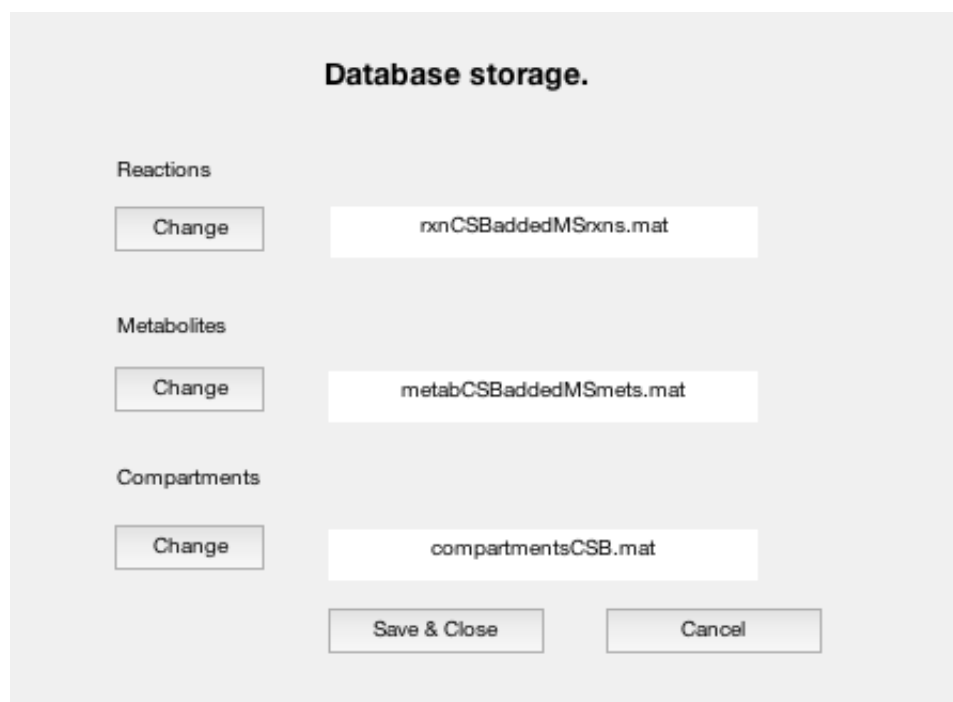 Database storage.
Reactions
Change
rxnCSBaddedMSrxns.mat
Metabolites
Change
metabCSBaddedMSmets.mat
Compartments
Change
compartmentsCSB.mat
Save & Close
Cancel